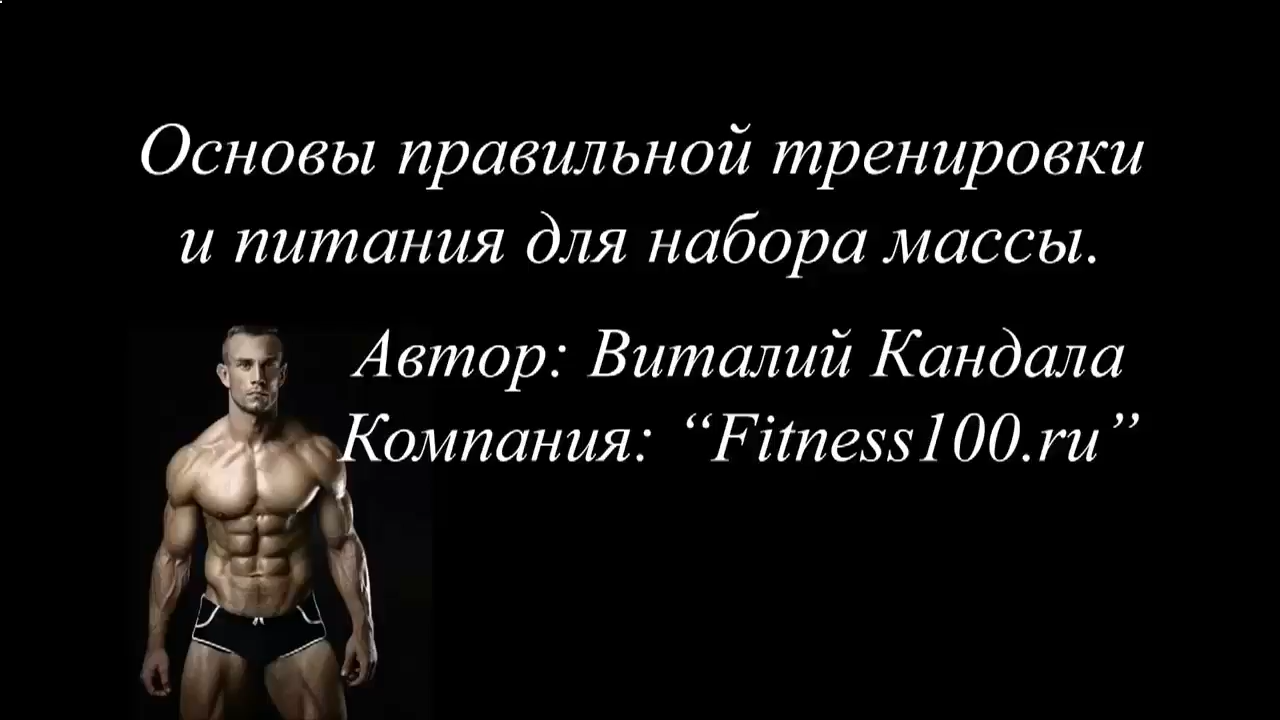 Основы правильной тренировки
и питания для набора массы.
Автор: Виталий Кандала
Компания: “Fitness100.ru”